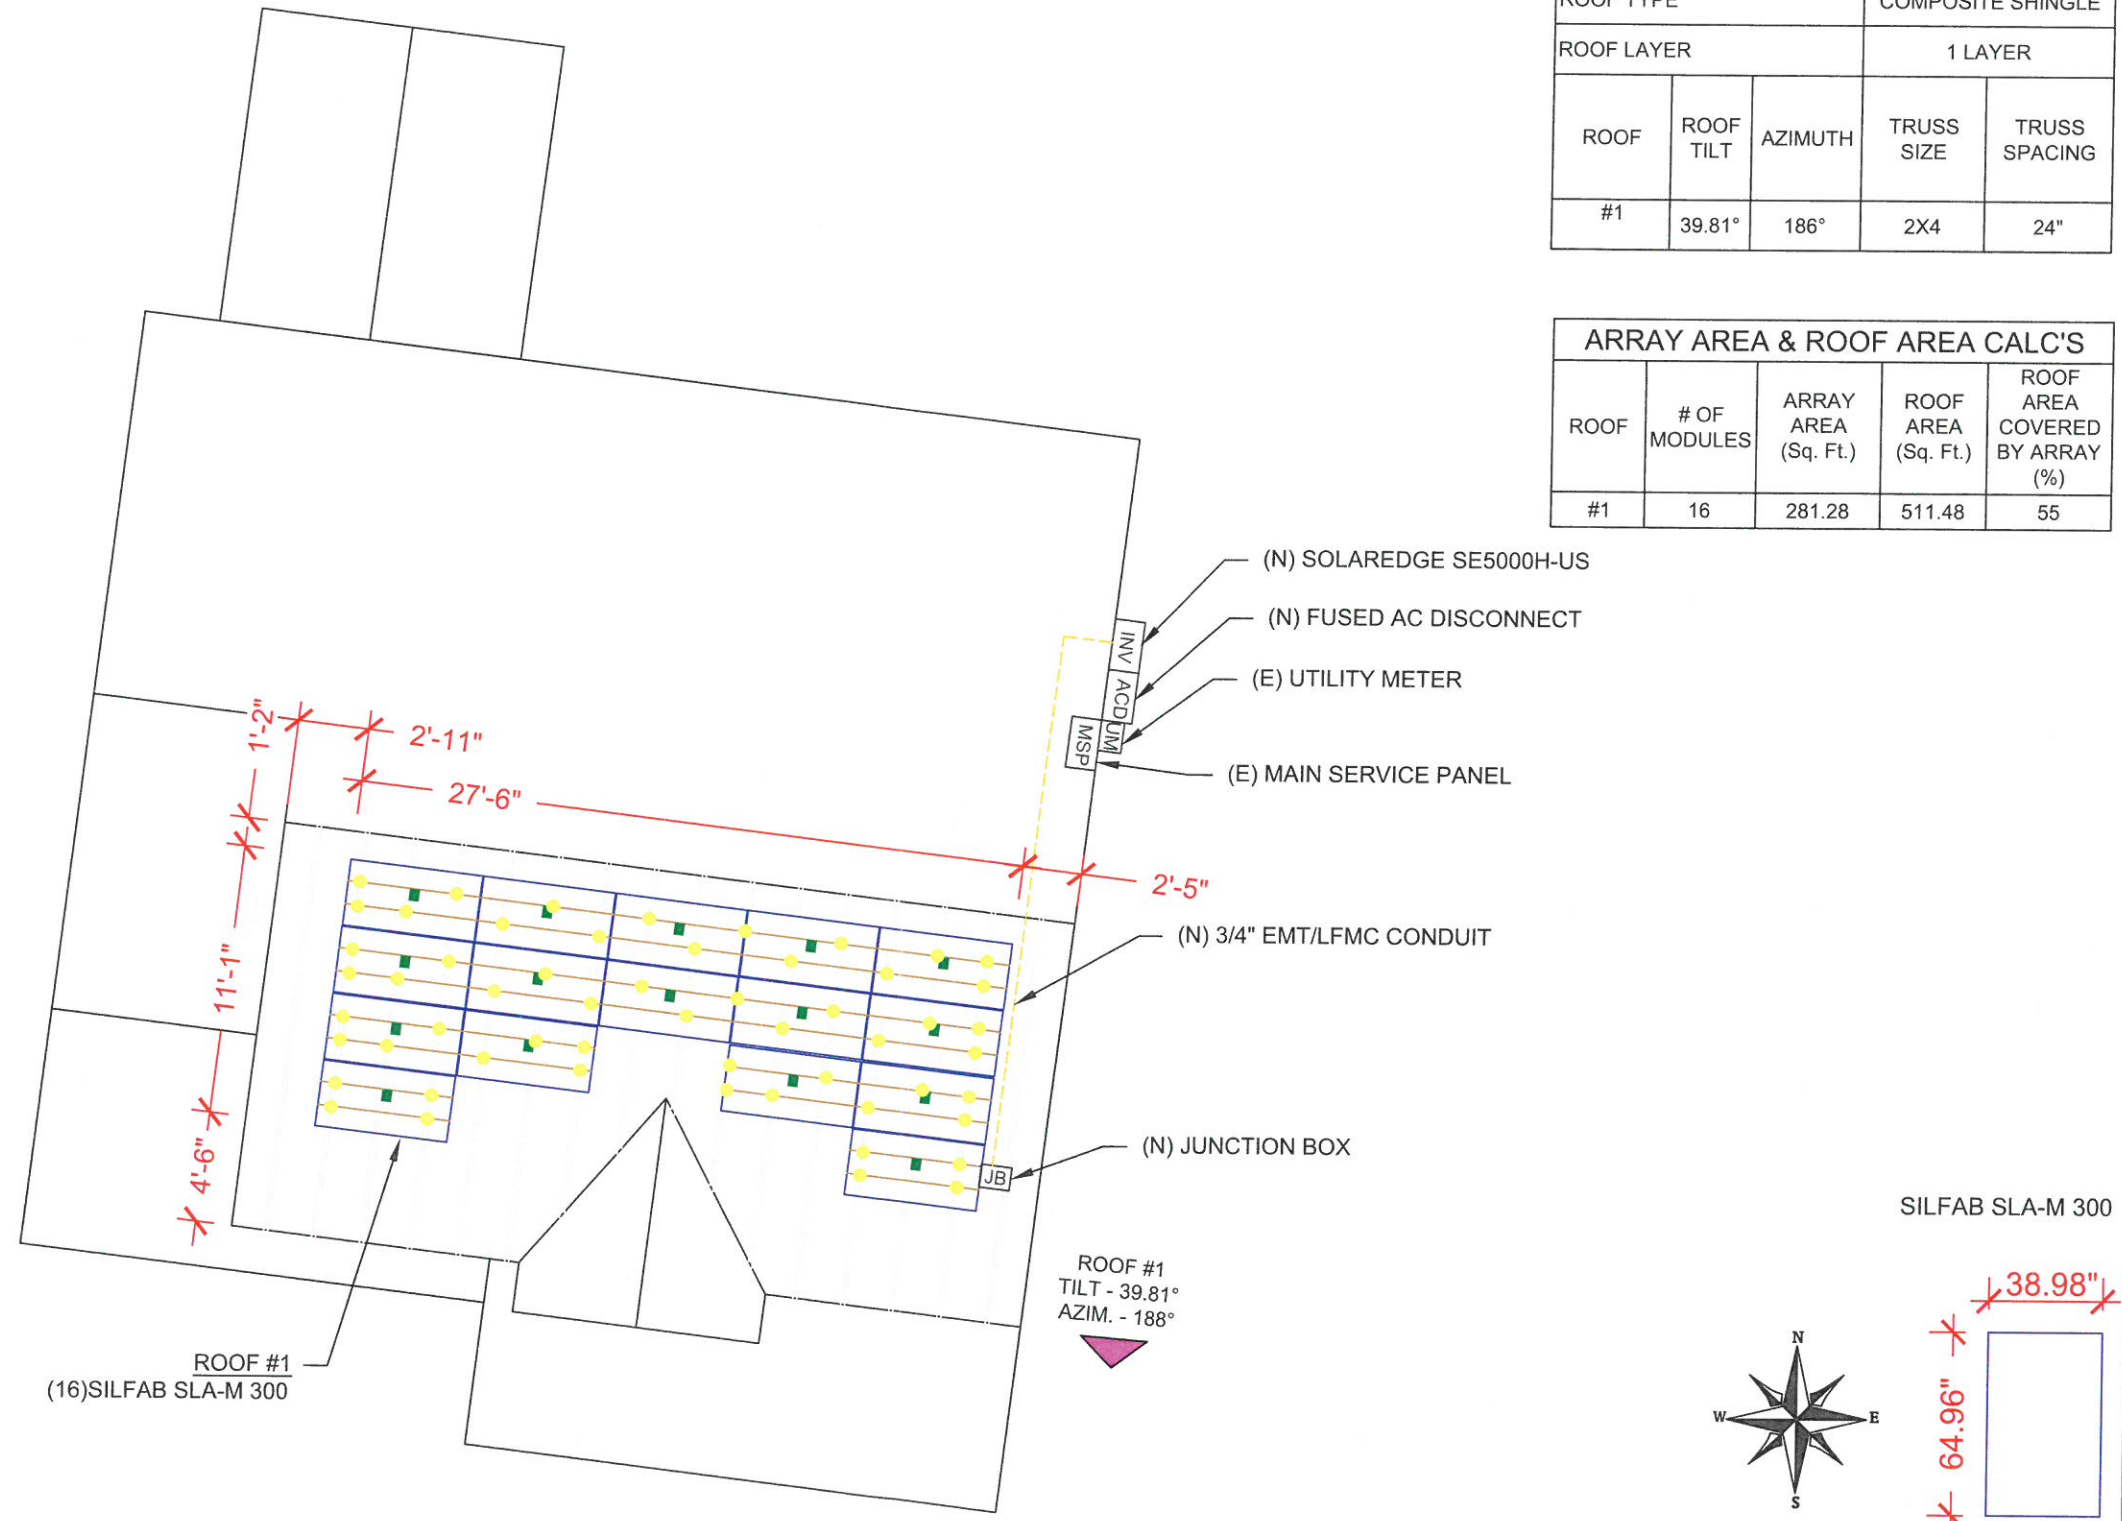 ROOF TYPE COMPOSITE SHINGLE
ROOF LAYER 1 LAYER
ROOF ROOF TILT AZIMUTH TRUSS SIZE TRUSS SPACING
#1 39.81° 186° 2X4 24"
ARRAY AREA & ROOF AREA CALC'S
ROOF # OF MODULES ARRAY AREA (Sq. Ft.) ROOF AREA (Sq. Ft.) ROOF AREA COVERED BY ARRAY (%)
#1 16 281.28 511.48 55
(N) SOLAREDGE SE5000H-US
(N) FUSED AC DISCONNECT
(E) UTILITY METER
(E) MAIN SERVICE PANEL
INV
ACD
UM
MSP
1'-2"
2'-11"
27'-6"
2'-5"
(N) 3/4" EMT/LFMC CONDUIT
11'-1"
4'-6"
(N) JUNCTION BOX
JB
ROOF #1
TILT - 39.81°
AZIM. - 188°
ROOF #1
(16)SILFAB SLA-M 300
SILFAB SLA-M 300
38.98"
64.96"
N
W
E
S